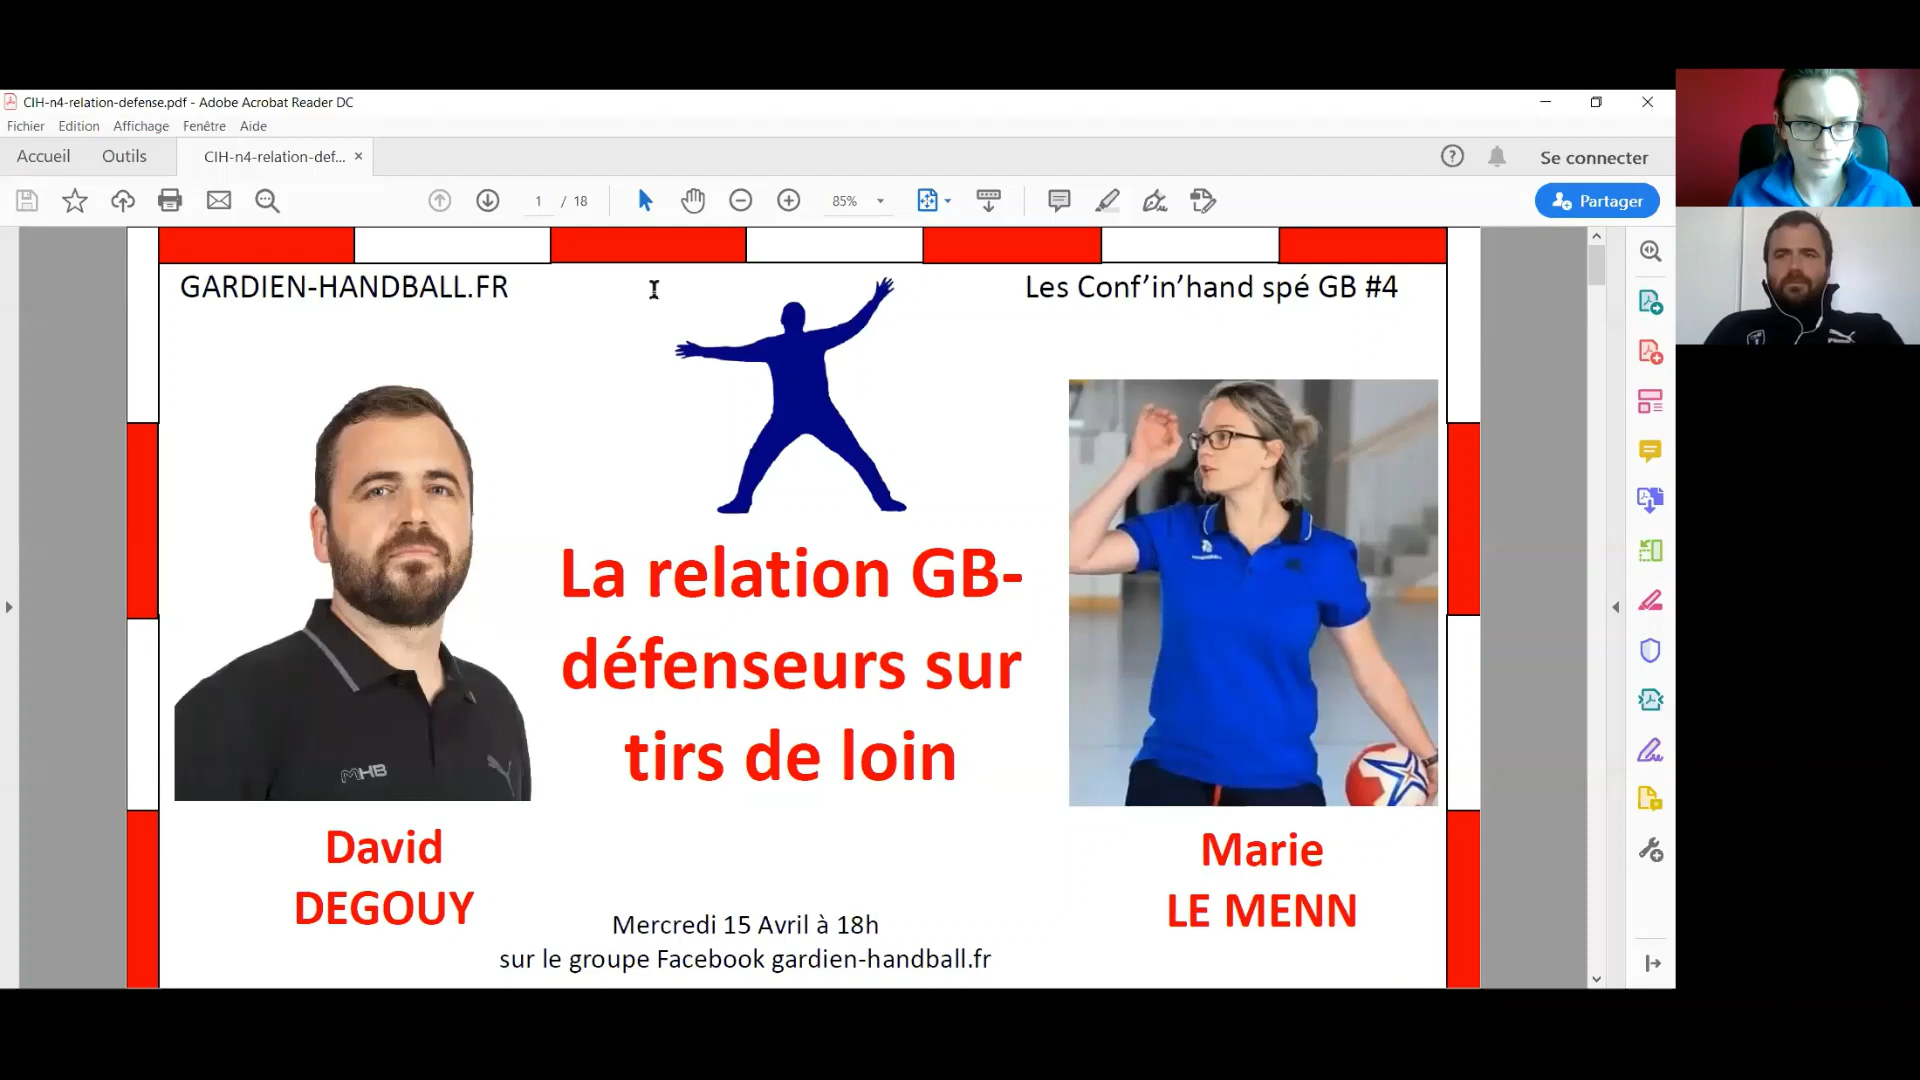 CIH-n4-relation-defense.pdf - Adobe Acrobat Reader DC
Fichier Edition Affichage Fenêtre Aide
Accueil Outils CIH-n4-relation-def... × Se connecter
1 / 18 85% Partager
GARDIEN-HANDBALL.FR
Les Conf’in’hand spé GB #4
La relation GB-
défenseurs sur
tirs de loin
MHB
David
DEGOUY
Marie
LE MENN
Mercredi 15 Avril à 18h
sur le groupe Facebook gardien-handball.fr